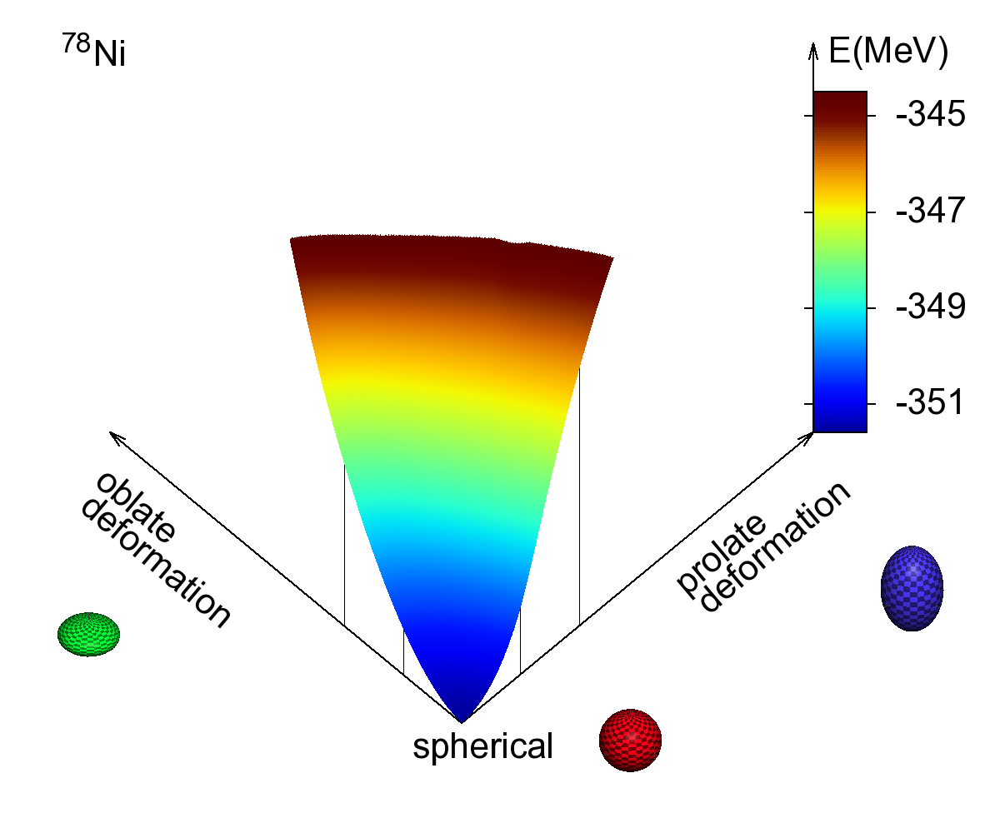 ⁷⁸Ni
E(MeV)
-345
-347
-349
-351
oblate
deformation
prolate
deformation
spherical